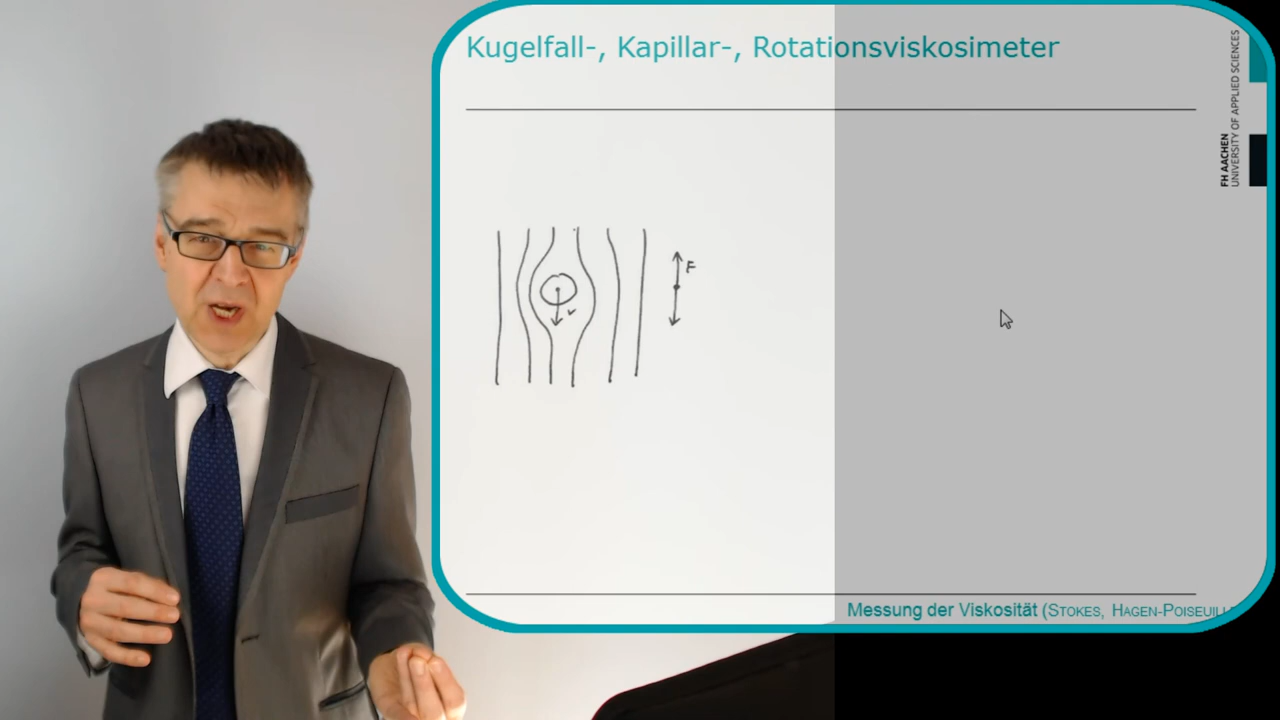 Kugelfall-, Kapillar-, Rotationsviskosimeter
FH AACHEN
UNIVERSITY OF APPLIED SCIENCES
F
v
Messung der Viskosität (STOKES, HAGEN-POISEUILL